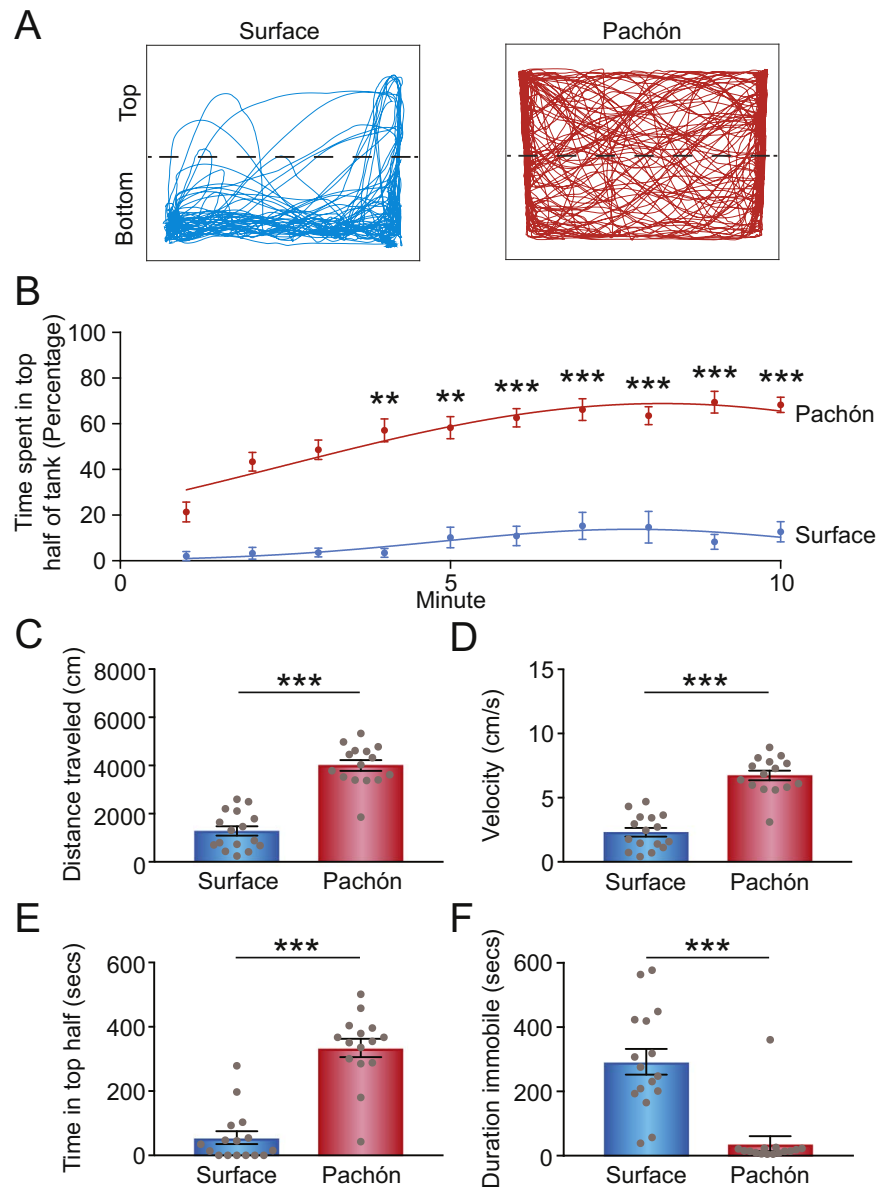 A
Surface
Pachón
Top
Bottom
B
Time spent in top
half of tank (Percentage)
100
80
60
40
20
0
** ** *** *** *** *** ***
Pachón
Surface
0 5 10
Minute
C
Distance traveled (cm)
8000
6000
4000
2000
0
***
Surface Pachón
D
Velocity (cm/s)
15
10
5
0
***
Surface Pachón
E
Time in top half (secs)
600
400
200
0
***
Surface Pachón
F
Duration immobile (secs)
600
400
200
0
***
Surface Pachón